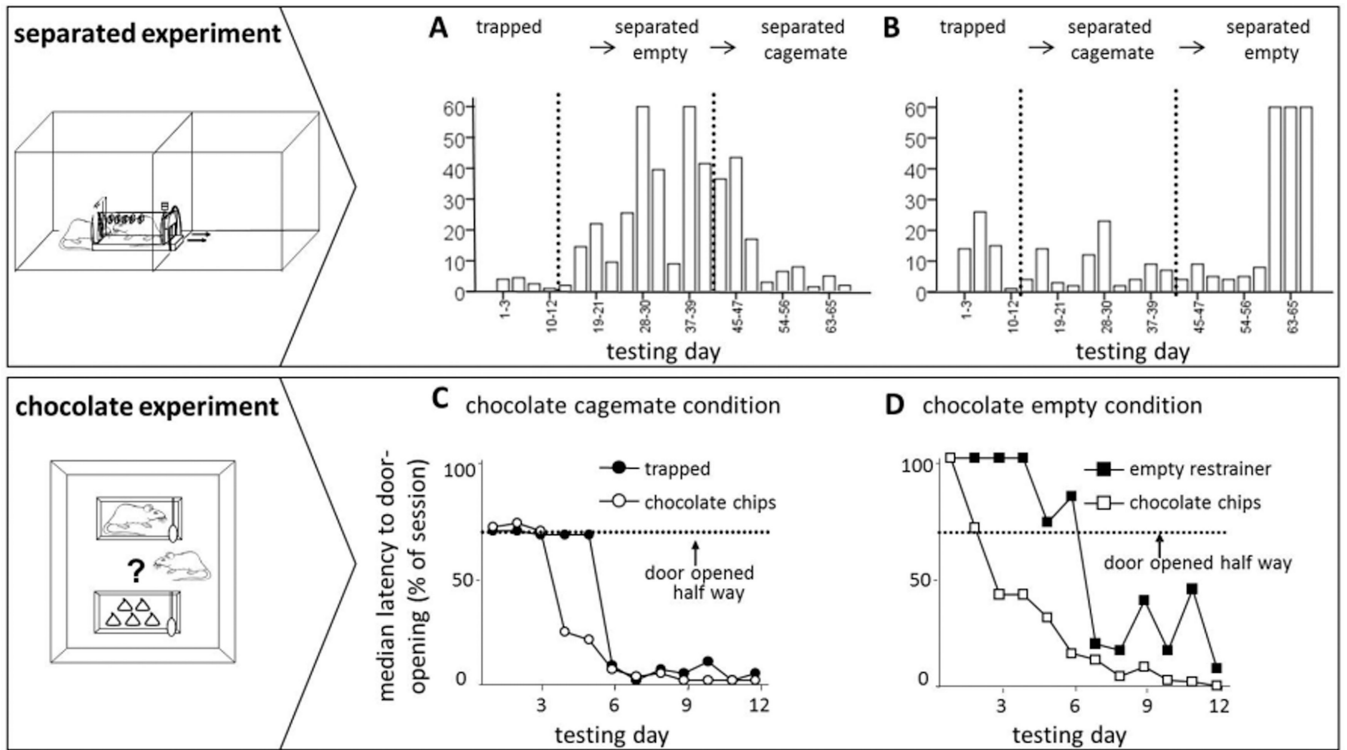 separated experiment
A
trapped
→ separated empty
→ separated cagemate
60
50
40
30
20
10
0
1-3
10-12
19-21
28-30
37-39
45-47
54-56
63-65
testing day
B
trapped
→ separated cagemate
→ separated empty
60
50
40
30
20
10
0
1-3
10-12
19-21
28-30
37-39
45-47
54-56
63-65
testing day
chocolate experiment
?
C chocolate cagemate condition
median latency to door-
opening (% of session)
100
50
0
trapped
chocolate chips
door opened
half way
3 6 9 12
testing day
D chocolate empty condition
100
50
0
empty restrainer
chocolate chips
door opened half way
3 6 9 12
testing day